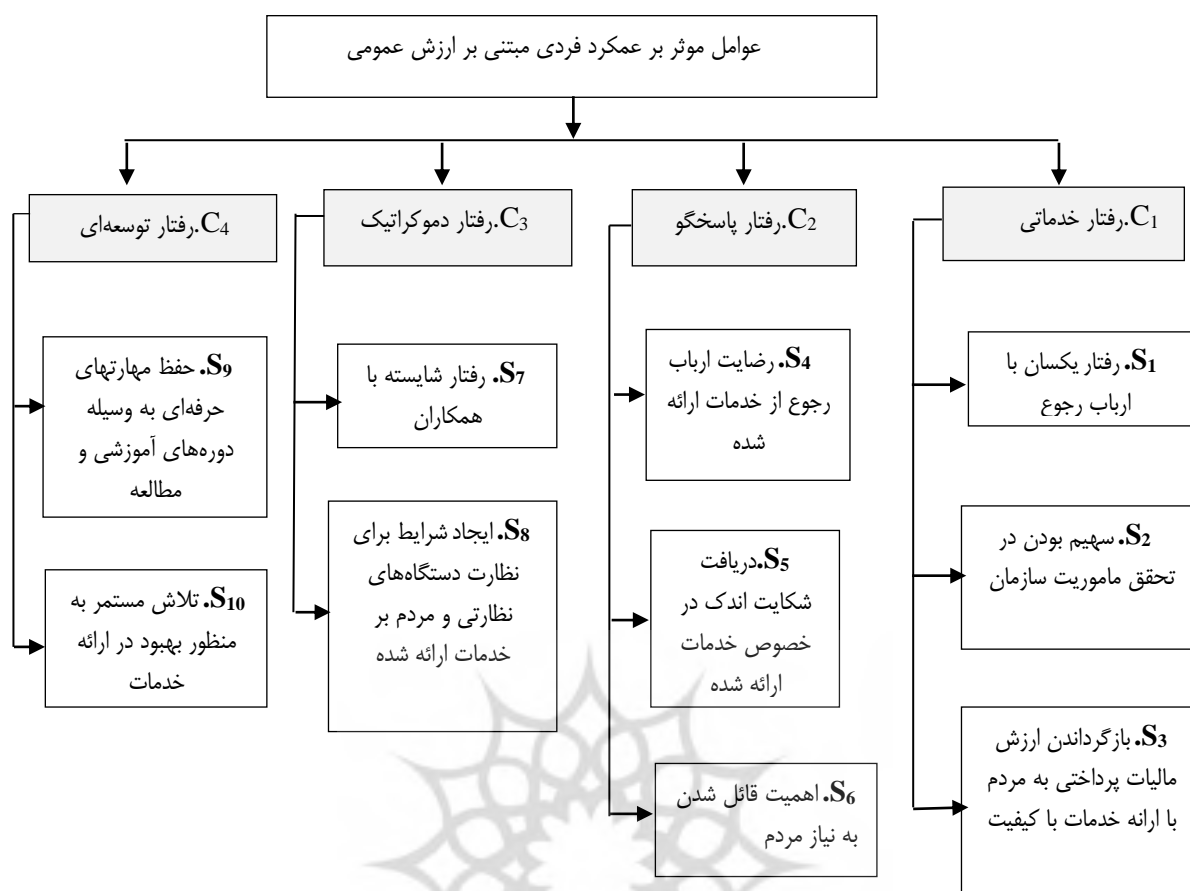 عوامل موثر بر عمکرد فردی مبتنی بر ارزش عمومی
C1.رفتار خدماتی
S1. رفتار یکسان با
ارباب رجوع
S2. سهیم بودن در
تحقق ماموریت سازمان
S3. بازگرداندن ارزش
مالیات پرداختی به مردم
با ارانه خدمات با کیفیت
C2.رفتار پاسخگو
S4. رضایت ارباب
رجوع از خدمات ارائه
شده
S5.دریافت
شکایت اندک در
خصوص خدمات
ارائه شده
S6. اهمیت قائل شدن
به نیاز مردم
C3.رفتار دموکراتیک
S7. رفتار شایسته با
همکاران
S8. ایجاد شرایط برای
نظارت دستگاه‌های
نظارتی و مردم بر
خدمات ارائه شده
C4.رفتار توسعه‌ای
S9. حفظ مهارتهای
حرفه‌ای به وسیله
دوره‌های آموزشی و
مطالعه
S10. تلاش مستمر به
منظور بهبود در ارائه
خدمات